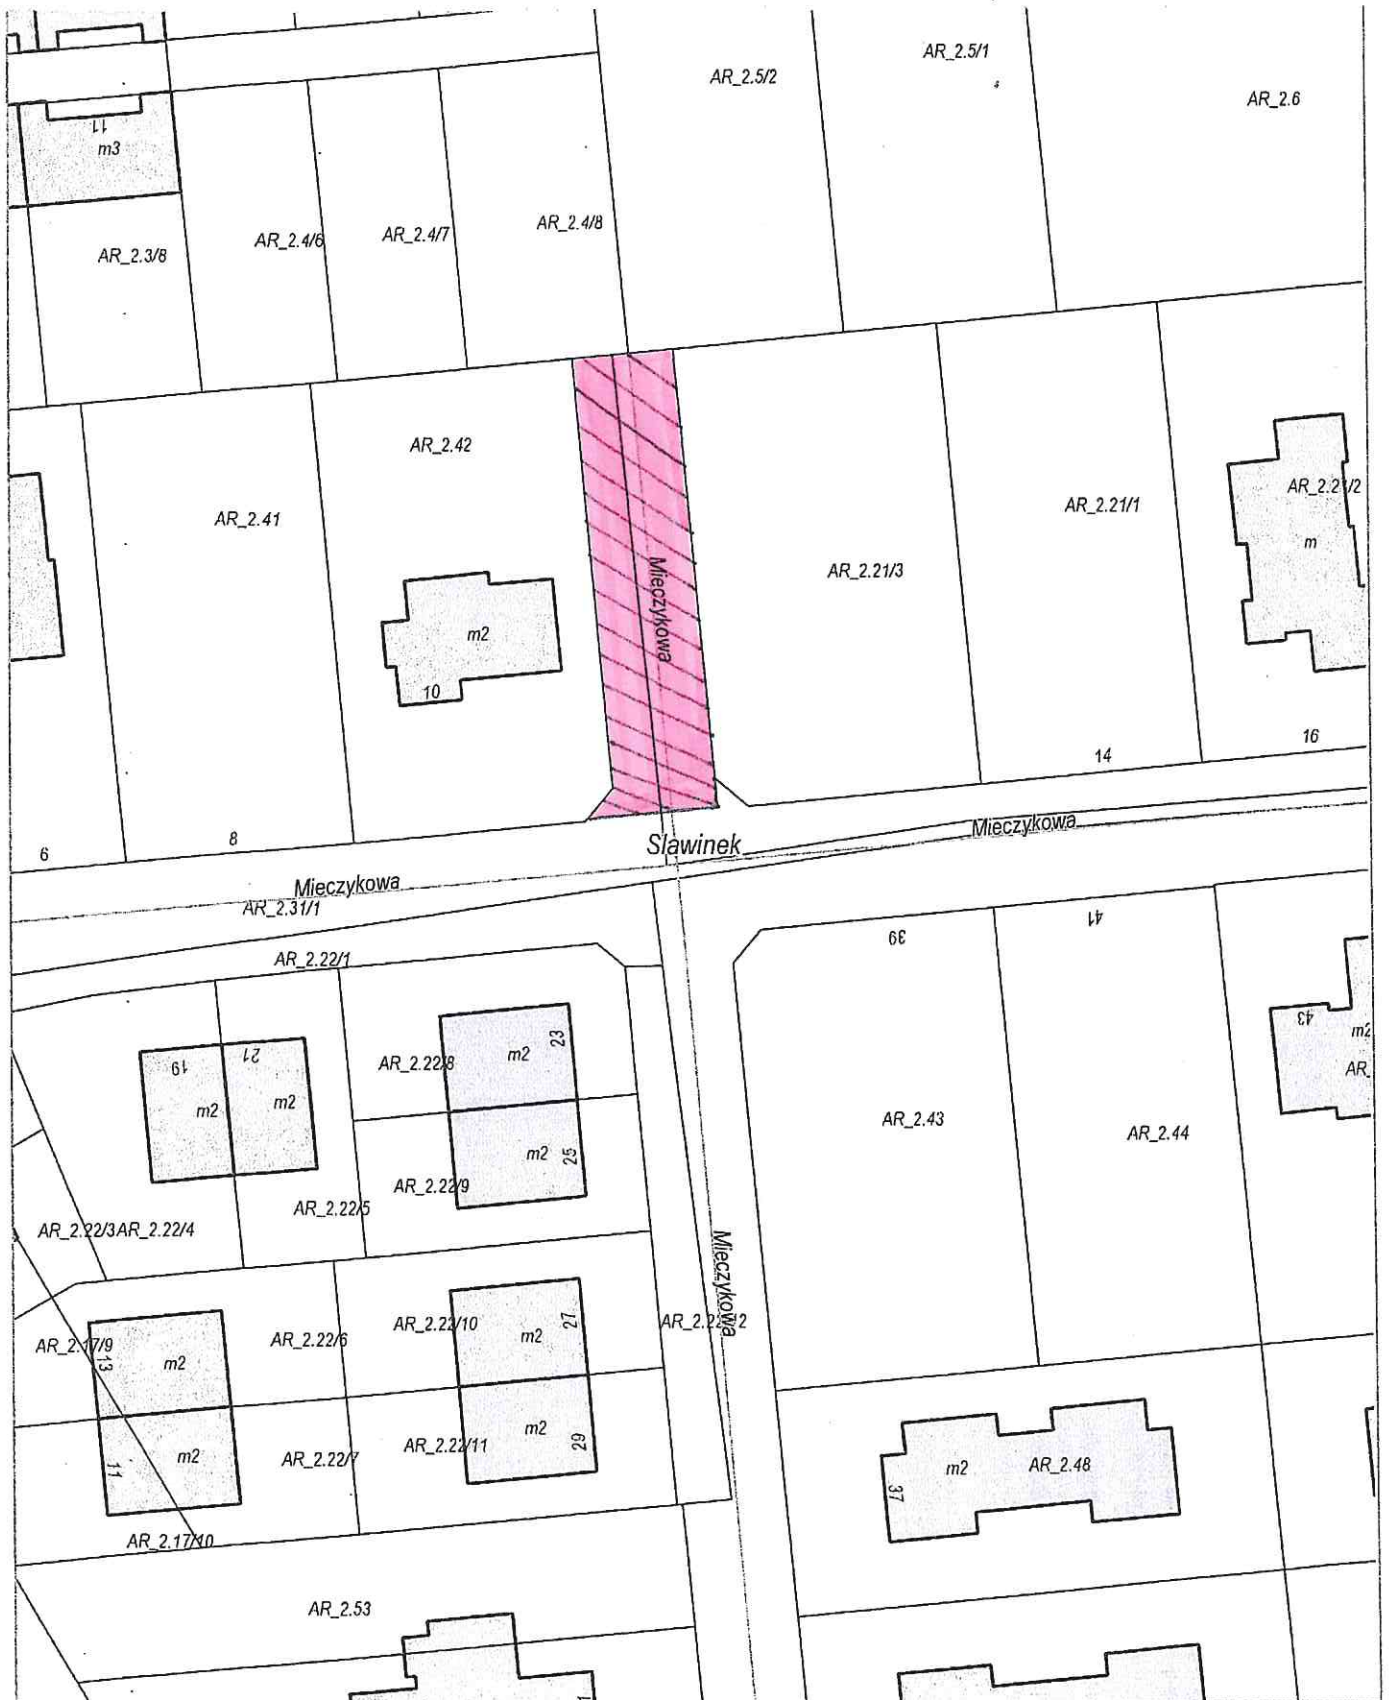 AR_2.5/1
AR_2.5/2
AR_2.6
11
m3
AR_2.3/8
AR_2.4/6
AR_2.4/7
AR_2.4/8
AR_2.42
AR_2.41
AR_2.21/1
AR_2.21/2
m
AR_2.21/3
Mieczykowa
m2
10
16
14
8
6
Slawinek
Mieczykowa
Mieczykowa
AR_2.31/1
AR_2.22/1
39
41
43
m2
AR_
19
21
m2
m2
AR_2.22/8
m2
23
AR_2.22/9
m2
25
AR_2.43
AR_2.44
AR_2.22/3
AR_2.22/4
AR_2.22/5
Mieczykowa
AR_2.17/9
13
m2
AR_2.22/6
AR_2.22/10
m2
27
11
m2
AR_2.22/7
AR_2.22/11
m2
29
37
m2
AR_2.48
AR_2.17/10
AR_2.53